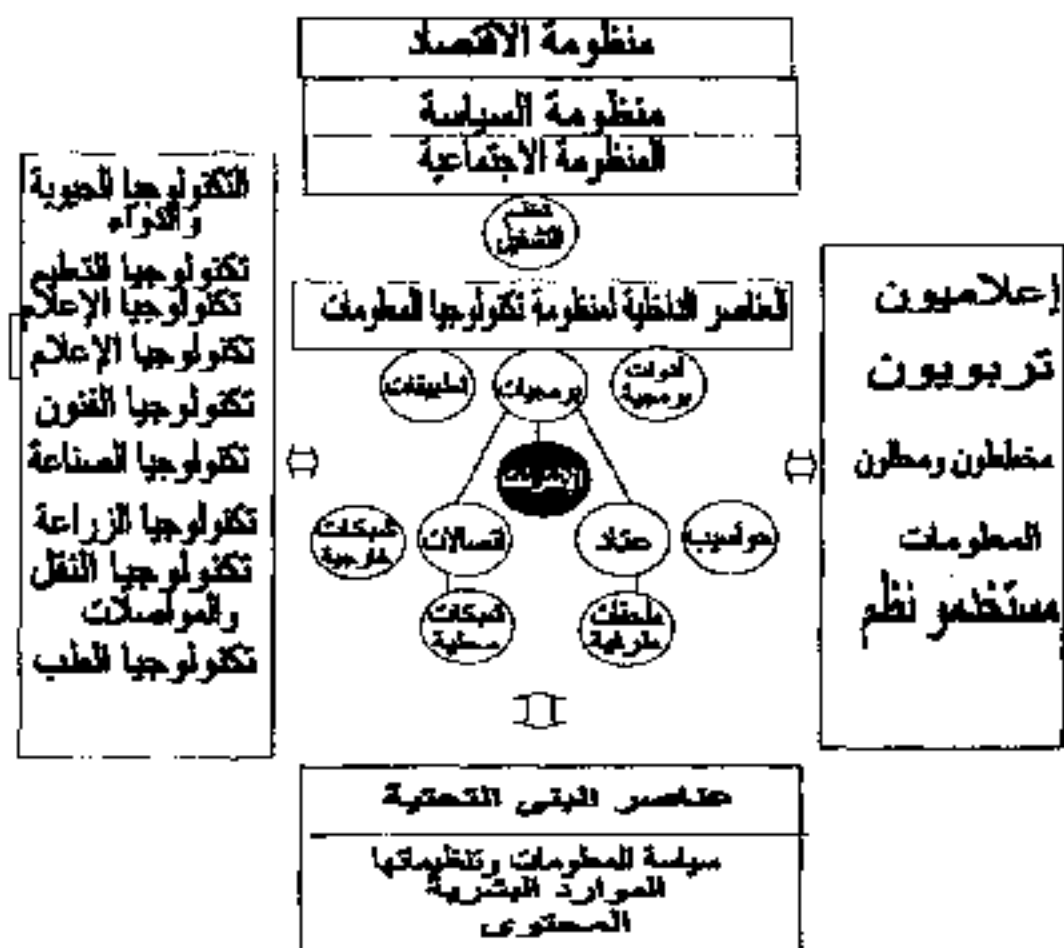 منظومة الاقتصاد
منظومة السياسة
المنظومة الاجتماعية
نظم
التشغيل
العناصر الداخلية لمنظومة تكنولوجيا المعلومات
أدوات
برمجية
برمجيات
تطبيقات
الإنترنت
حواسيب
عتاد
اتصالات
شبكات
خارجية
ملحقات
طرفية
شبكات
محلية
إعلاميون
تربويون
مخططون ومحللون
المعلومات
مستخدمو نظم
التكنولوجيا الحيوية
والدواء
تكنولوجيا التعليم
تكنولوجيا الإعلام
تكنولوجيا الإعلام
تكنولوجيا الفنون
تكنولوجيا الصناعة
تكنولوجيا الزراعة
تكنولوجيا النقل
والمواصلات
تكنولوجيا الطب
عناصر البنى التحتية
سياسة المعلومات وتنظيماتها
الموارد البشرية
المحتوى